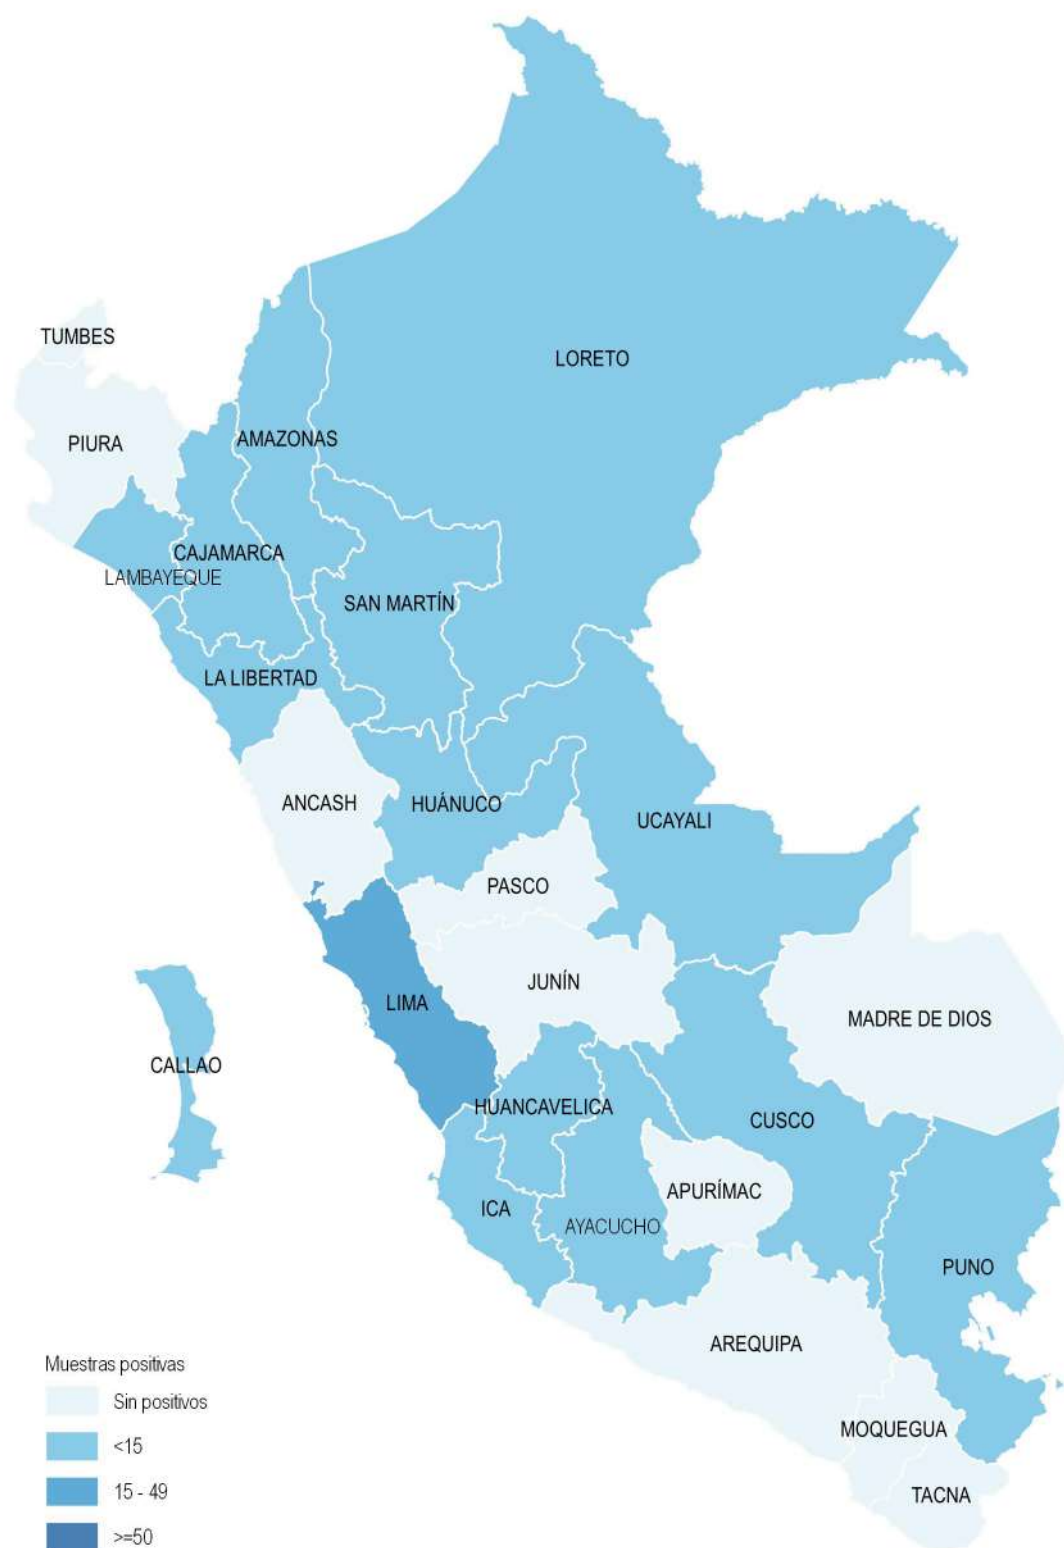 TUMBES
LORETO
PIURA
AMAZONAS
CAJAMARCA
LAMBAYEQUE
SAN MARTÍN
LA LIBERTAD
ANCASH
HUÁNUCO
UCAYALI
PASCO
JUNÍN
LIMA
MADRE DE DIOS
CALLAO
HUANCAVELICA
CUSCO
APURÍMAC
ICA
AYACUCHO
PUNO
AREQUIPA
Muestras positivas
Sin positivos
MOQUEGUA
<15
15 - 49
TACNA
>=50